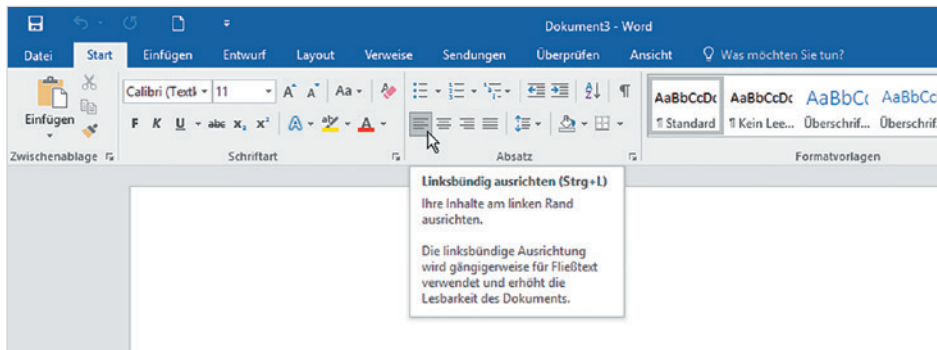 Dokument3 - Word
Datei Start Einfügen Entwurf Layout Verweise Sendungen Überprüfen Ansicht Was möchten Sie tun?
Calibri (Textk 11 A A Aa
AaBbCcDc AaBbCcDc AaBbCc AaBbCc
Einfügen
F K U abc x₂ x² A aby A
¶ Standard ¶ Kein Lee... Überschrif... Überschrif
Zwischenablage Schriftart Absatz Formatvorlagen
Linksbündig ausrichten (Strg+L)
Ihre Inhalte am linken Rand
ausrichten.
Die linksbündige Ausrichtung
wird gängigerweise für Fließtext
verwendet und erhöht die
Lesbarkeit des Dokuments.